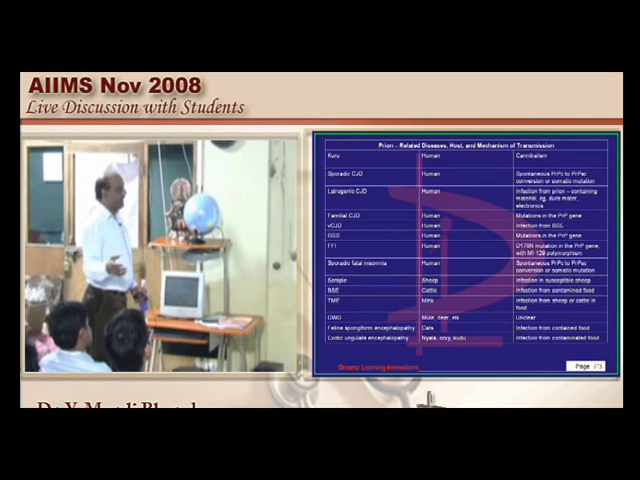 AIIMS Nov 2008
Live Discussion with Students
Prion – Related Diseases, Host, and Mechanism of Transmission
Kuru Human Cannibalism
Sporadic CJD Human Spontaneous PrPc to PrPsc
conversion or somatic mutation
Iatrogenic CJD Human Infection from prion – containing
material, eg, dura mater,
electronics
Familial CJD Human Mutations in the PrP gene
vCJD Human Infection from BSE
GSS Human Mutations in the PrP gene
FFI Human D178N mutation in the PrP gene,
with M 129 polymorphism
Sporadic fatal insomnia Human Spontaneous PrPc to PrPsc
conversion or somatic mutation
Scrapie Sheep Infection in susceptible sheep
BSE Cattle Infection from contained food
TME Mink Infection from sheep or cattle in
food
CWD Mule, deer, elk Unclear
Feline spongiform encephalopathy Cats Infection from contained food
Exotic ungulate encephalopathy Nyala, oryx, kudu Infection from contaminated food
Learning Innovations
Page 373